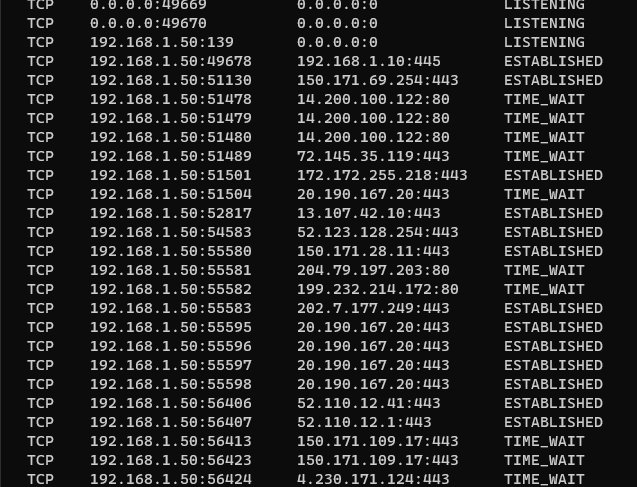 TCP 0.0.0.0:49669 0.0.0.0:0 LISTENING
TCP 0.0.0.0:49670 0.0.0.0:0 LISTENING
TCP 192.168.1.50:139 0.0.0.0:0 LISTENING
TCP 192.168.1.50:49678 192.168.1.10:445 ESTABLISHED
TCP 192.168.1.50:51130 150.171.69.254:443 ESTABLISHED
TCP 192.168.1.50:51478 14.200.100.122:80 TIME_WAIT
TCP 192.168.1.50:51479 14.200.100.122:80 TIME_WAIT
TCP 192.168.1.50:51480 14.200.100.122:80 TIME_WAIT
TCP 192.168.1.50:51489 72.145.35.119:443 TIME_WAIT
TCP 192.168.1.50:51501 172.172.255.218:443 ESTABLISHED
TCP 192.168.1.50:51504 20.190.167.20:443 TIME_WAIT
TCP 192.168.1.50:52817 13.107.42.10:443 ESTABLISHED
TCP 192.168.1.50:54583 52.123.128.254:443 ESTABLISHED
TCP 192.168.1.50:55580 150.171.28.11:443 ESTABLISHED
TCP 192.168.1.50:55581 204.79.197.203:80 TIME_WAIT
TCP 192.168.1.50:55582 199.232.214.172:80 TIME_WAIT
TCP 192.168.1.50:55583 202.7.177.249:443 ESTABLISHED
TCP 192.168.1.50:55595 20.190.167.20:443 ESTABLISHED
TCP 192.168.1.50:55596 20.190.167.20:443 ESTABLISHED
TCP 192.168.1.50:55597 20.190.167.20:443 ESTABLISHED
TCP 192.168.1.50:55598 20.190.167.20:443 ESTABLISHED
TCP 192.168.1.50:56406 52.110.12.41:443 ESTABLISHED
TCP 192.168.1.50:56407 52.110.12.1:443 ESTABLISHED
TCP 192.168.1.50:56413 150.171.109.17:443 TIME_WAIT
TCP 192.168.1.50:56423 150.171.109.17:443 TIME_WAIT
TCP 192.168.1.50:56424 4.230.171.124:443 TIME_WAIT